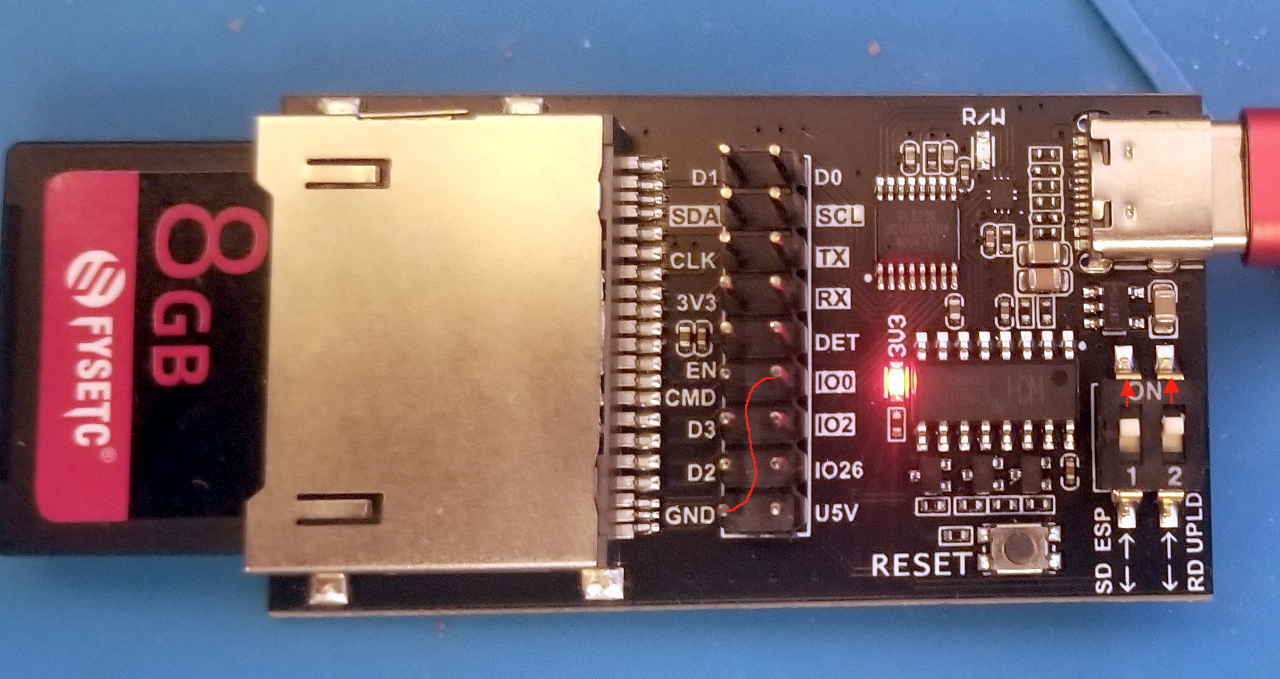 8GB
FYSETC®
R/W
D1
D0
SDA
SCL
CLK
TX
3V3
RX
DET
EN
IO0
CMD
D3
IO2
D2
IO26
GND
U5V
3V3
ON
1 2
RESET
SD ESP
RD UPLD